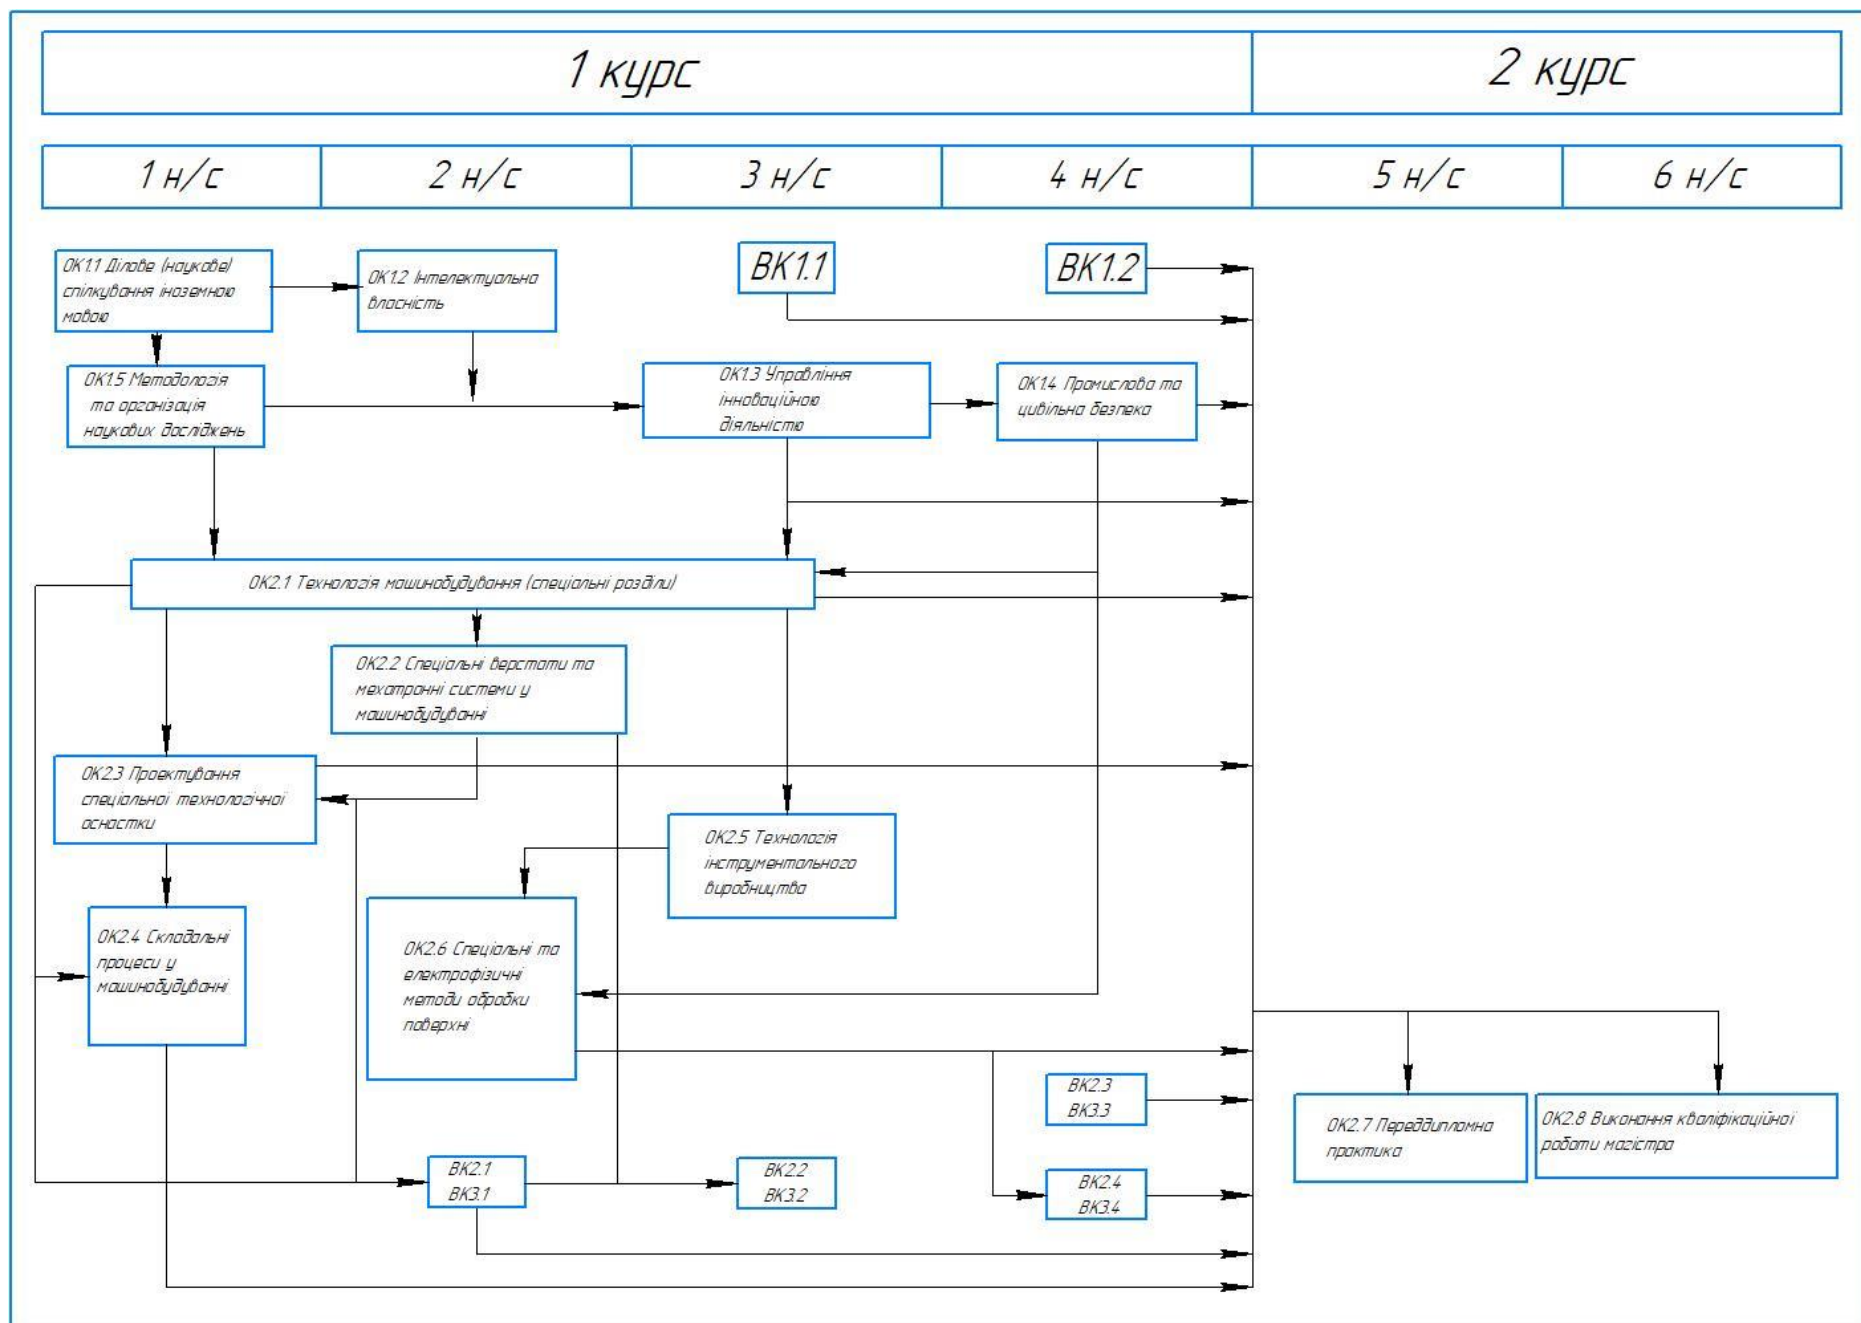 1 курс
2 курс
1 н/с
2 н/с
3 н/с
4 н/с
5 н/с
6 н/с
ОК1.1 Ділове (наукове)
спілкування іноземною
мовою
ОК1.2 Інтелектуальна
власність
ВК1.1
ВК1.2
ОК1.5 Методологія
та організація
наукових досліджень
ОК1.3 Управління
інноваційною
діяльністю
ОК1.4 Промислова та
цивільна безпека
ОК2.1 Технологія машинобудування (спеціальні розділи)
ОК2.2 Спеціальні верстати та
мехатронні системи у
машинобудуванні
ОК2.3 Проектування
спеціальної технологічної
оснастки
ОК2.5 Технологія
інструментального
виробництва
ОК2.4 Складальні
процеси у
машинобудуванні
ОК2.6 Спеціальні та
електрофізичні
методи обробки
поверхні
ВК2.3
ВК3.3
ОК2.7 Переддипломна
практика
ОК2.8 Виконання кваліфікаційної
роботи магістра
ВК2.1
ВК3.1
ВК2.2
ВК3.2
ВК2.4
ВК3.4